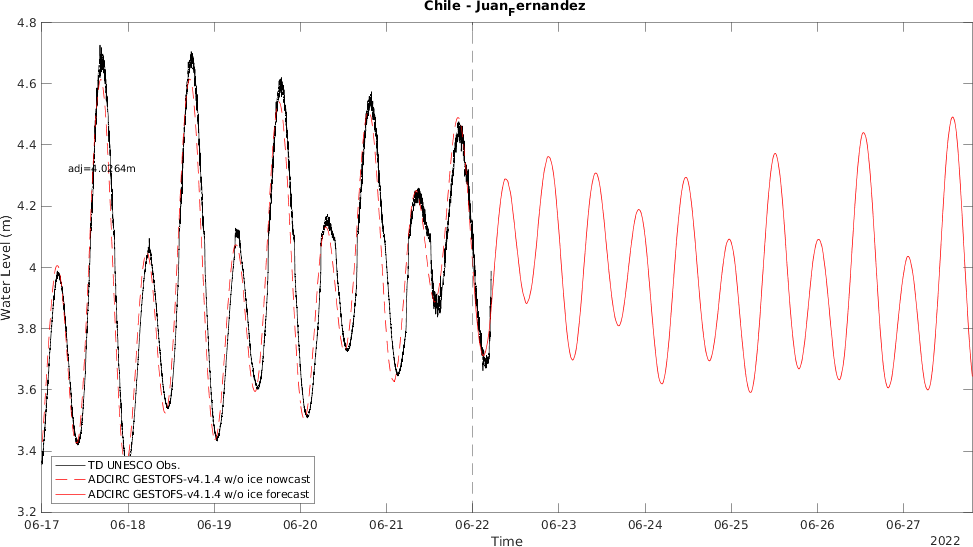 Chile - JuanFernandez
4.8
4.6
4.4
4.2
4
3.8
3.6
3.4
3.2
Water Level (m)
adj=4.0264m
TD UNESCO Obs.
ADCIRC GESTOFS-v4.1.4 w/o ice nowcast
ADCIRC GESTOFS-v4.1.4 w/o ice forecast
06-17 06-18 06-19 06-20 06-21 06-22 06-23 06-24 06-25 06-26 06-27
Time
2022